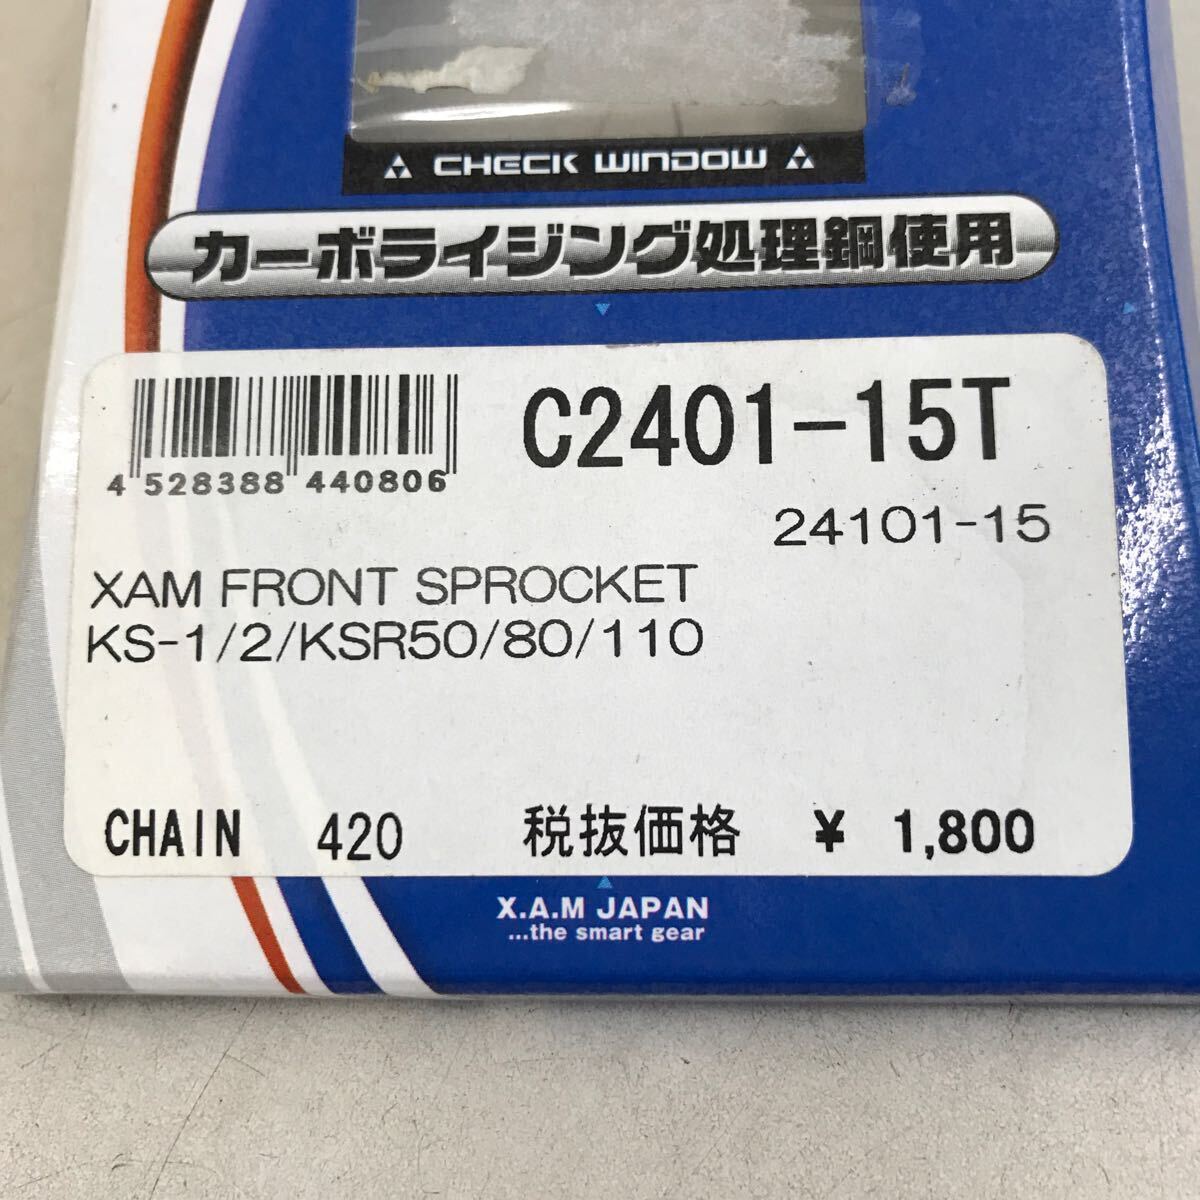 CHECK WINDOW
カーボライジング処理鋼使用
C2401-15T
4 528388 440806
24101-15
XAM FRONT SPROCKET
KS-1/2/KSR50/80/110
CHAIN 420 税抜価格 ¥ 1,800
X.A.M JAPAN
...the smart gear